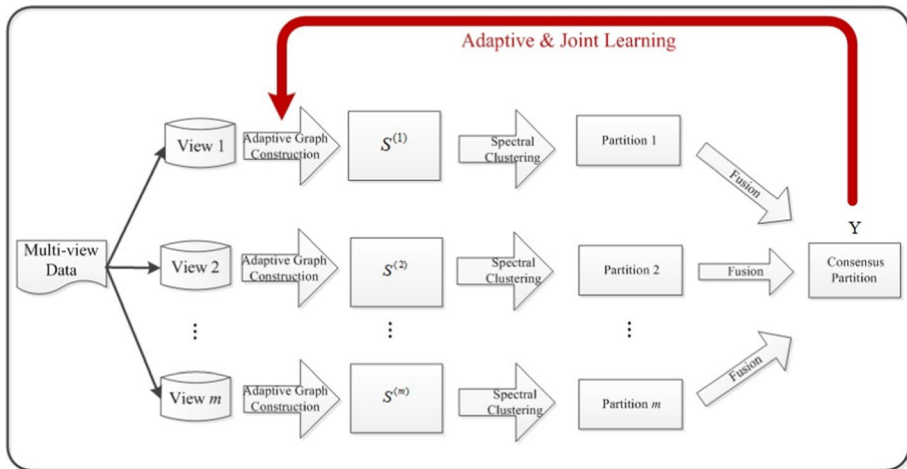 Adaptive & Joint Learning
View 1
Adaptive Graph
Construction
S(1)
Spectral
Clustering
Partition 1
Fusion
Y
Multi-view
Data
View 2
Adaptive Graph
Construction
S(2)
Spectral
Clustering
Partition 2
Fusion
Consensus
Partition
⋮
⋮
⋮
View m
Adaptive Graph
Construction
S(m)
Spectral
Clustering
Partition m
Fusion